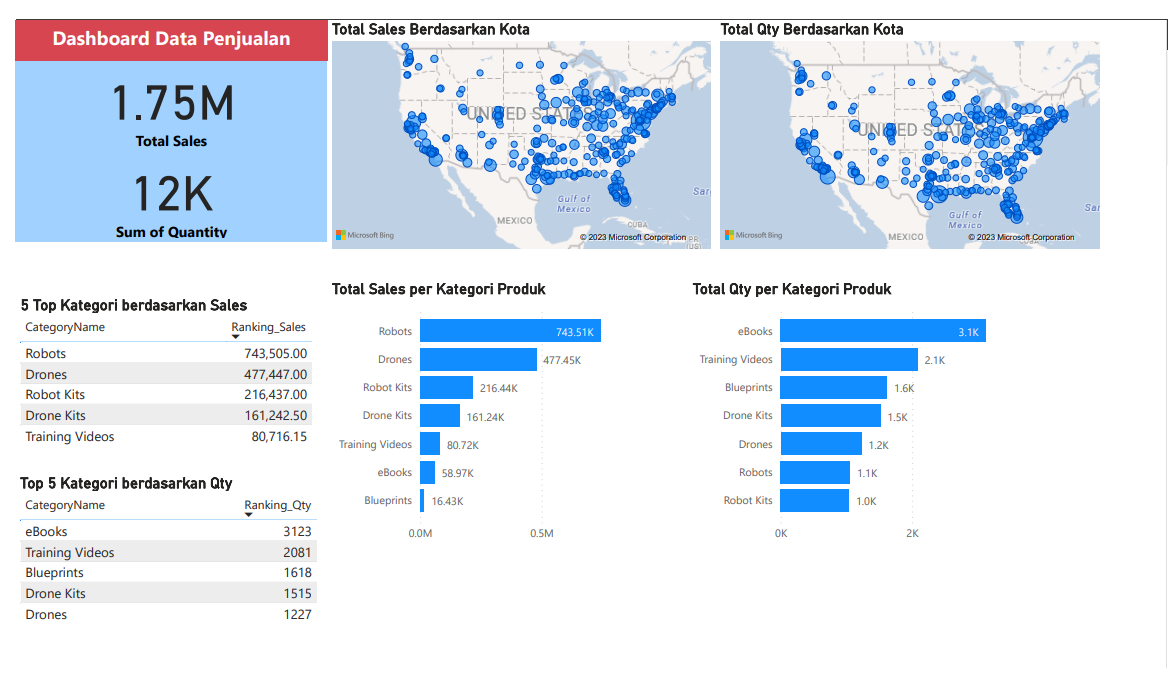 Dashboard Data Penjualan
1.75M
Total Sales
12K
Sum of Quantity
Total Sales Berdasarkan Kota
UNITED STAT
Gulf of
Mexico
MEXICO
CUBA
Sar
PR
US
Microsoft Bing
© 2023 Microsoft Corporation
Total Qty Berdasarkan Kota
UNITED STAT
Gulf of
Mexico
MEXICO
Sar
Microsoft Bing
© 2023 Microsoft Corporation
5 Top Kategori berdasarkan Sales
CategoryName Ranking_Sales
Robots 743,505.00
Drones 477,447.00
Robot Kits 216,437.00
Drone Kits 161,242.50
Training Videos 80,716.15
Top 5 Kategori berdasarkan Qty
CategoryName Ranking_Qty
eBooks 3123
Training Videos 2081
Blueprints 1618
Drone Kits 1515
Drones 1227
Total Sales per Kategori Produk
Robots 743.51K
Drones 477.45K
Robot Kits 216.44K
Drone Kits 161.24K
Training Videos 80.72K
eBooks 58.97K
Blueprints 16.43K
0.0M 0.5M
Total Qty per Kategori Produk
eBooks 3.1K
Training Videos 2.1K
Blueprints 1.6K
Drone Kits 1.5K
Drones 1.2K
Robots 1.1K
Robot Kits 1.0K
0K 2K